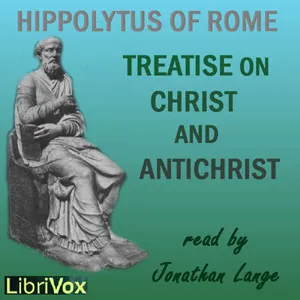 HIPPOLYTUS OF ROME
TREATISE ON
CHRIST
AND
ANTICHRIST
read by
Jonathan Lange
LibriVox